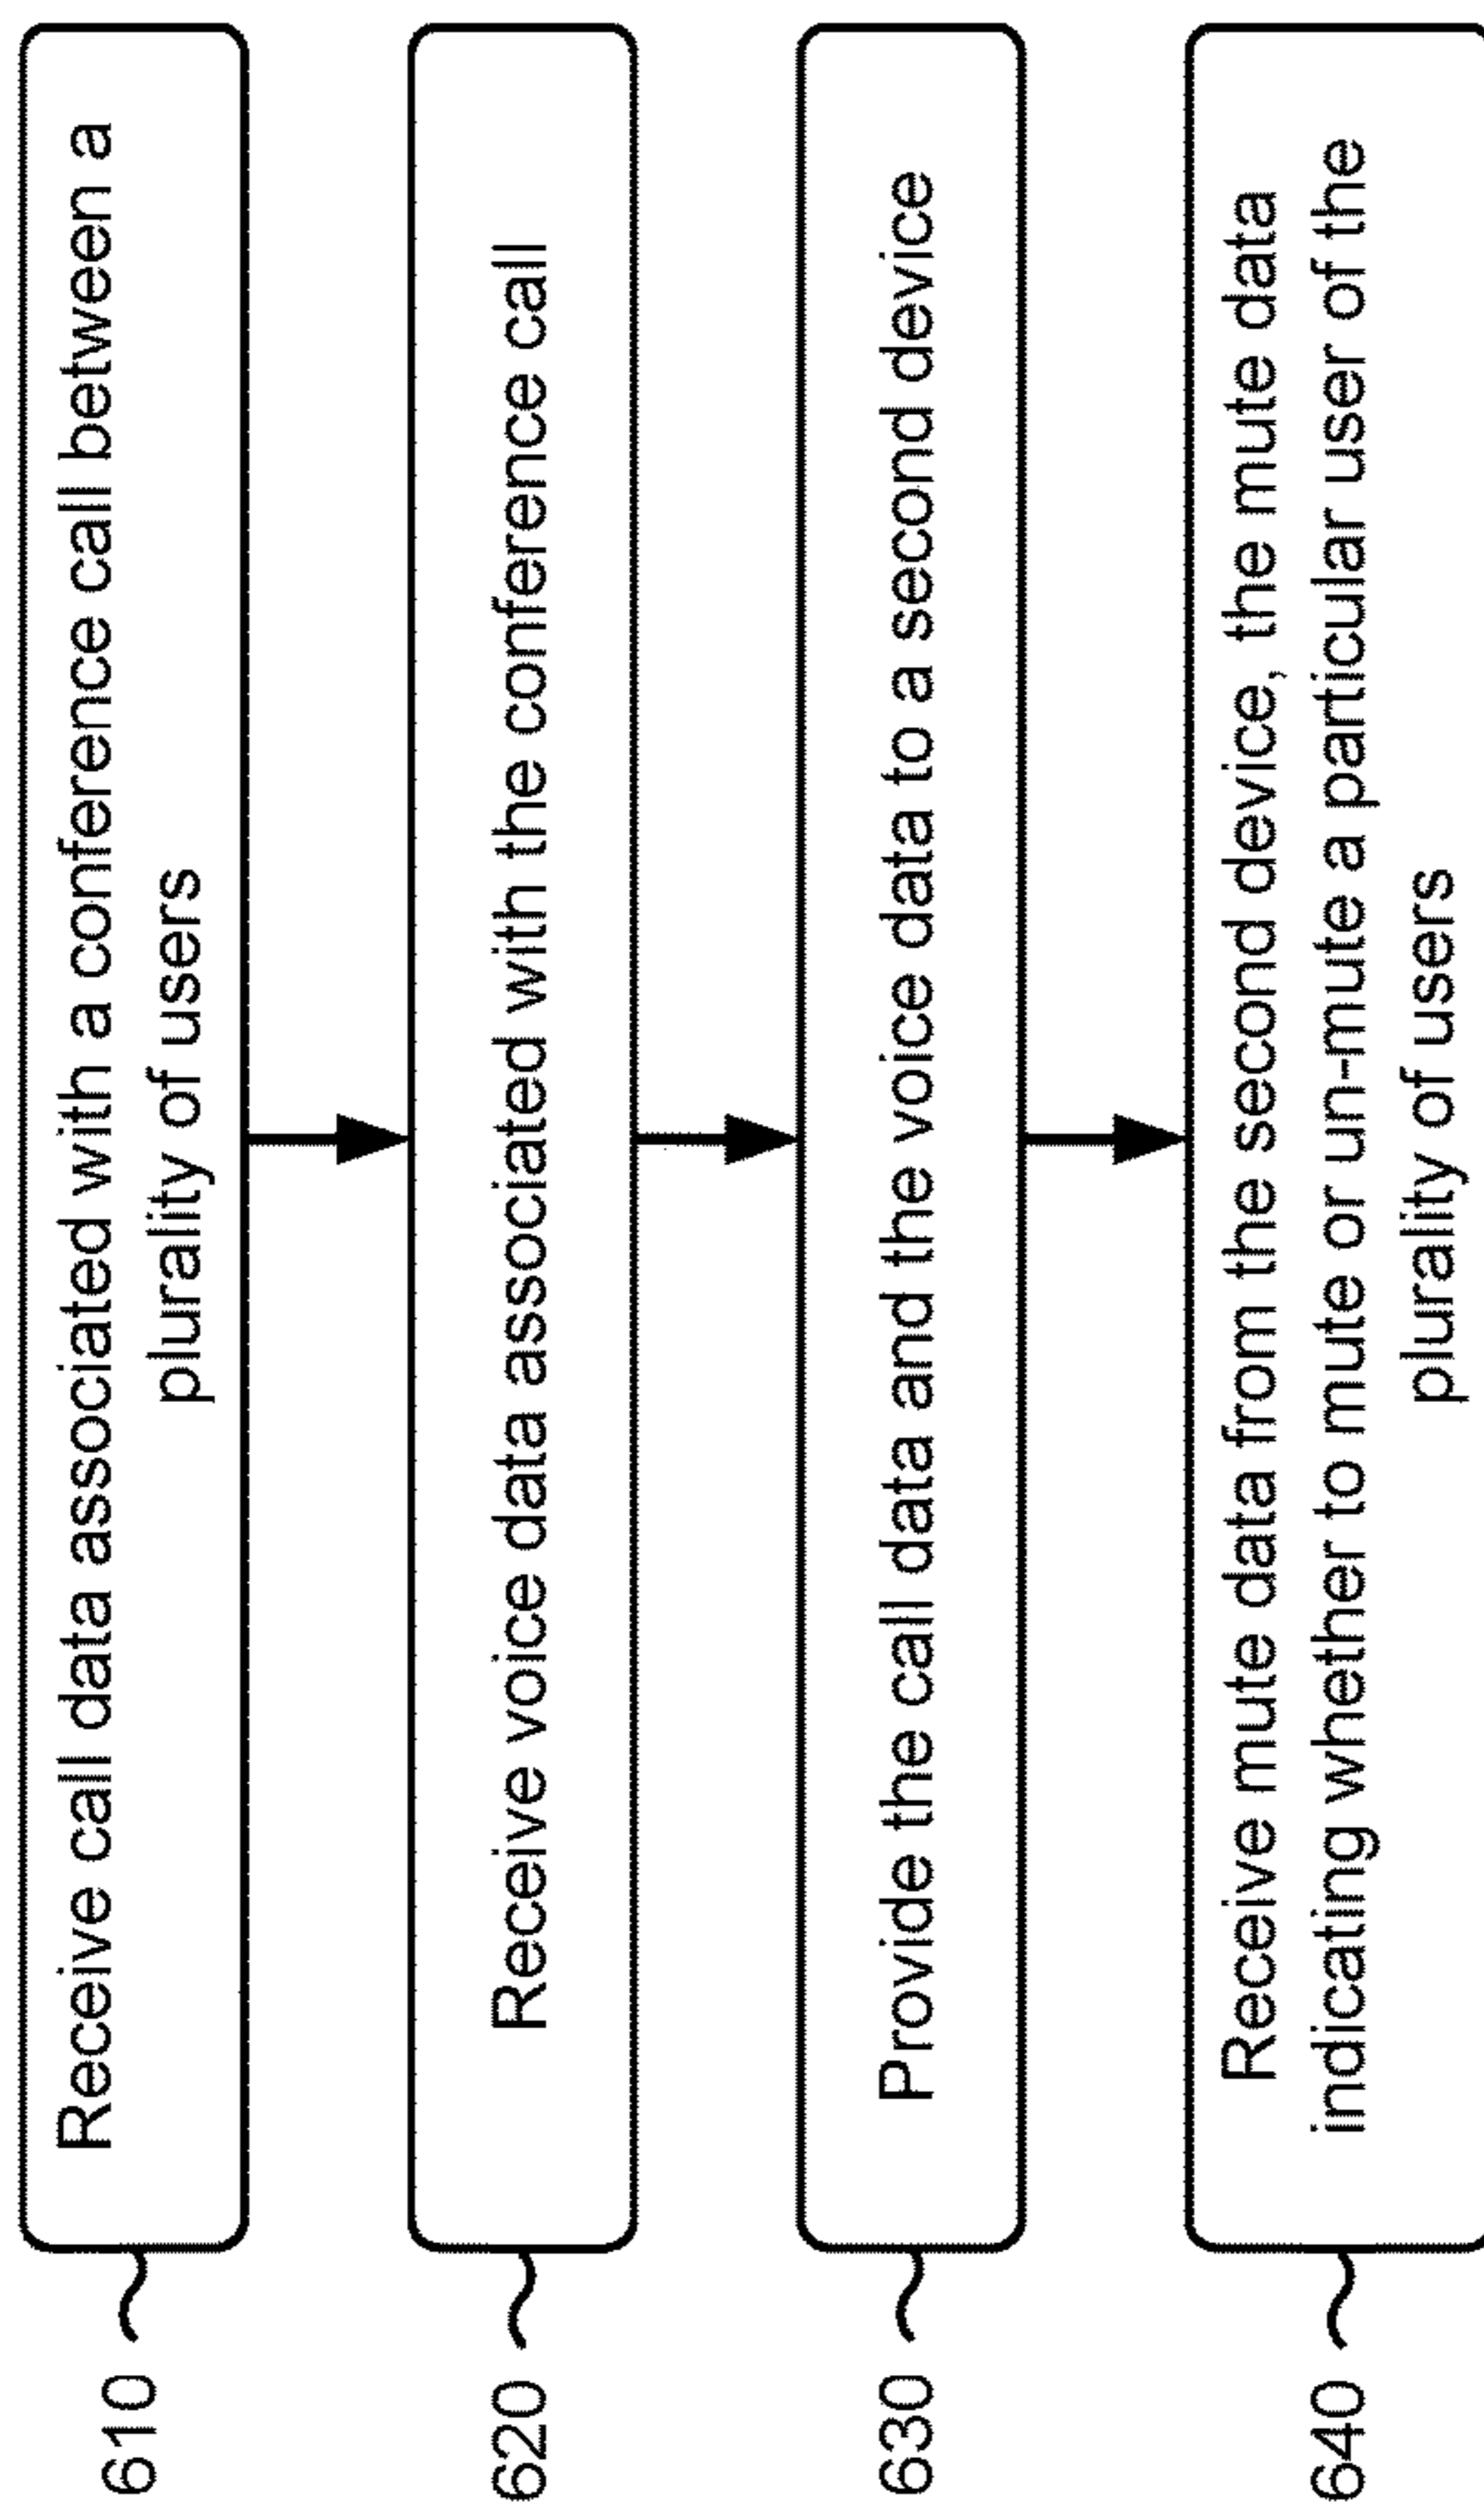 610
Receive call data associated with a conference call between a
plurality of users
620
Receive voice data associated with the conference call
630
Provide the call data and the voice data to a second device
640
Receive mute data from the second device, the mute data
indicating whether to mute or un-mute a particular user of the
plurality of users